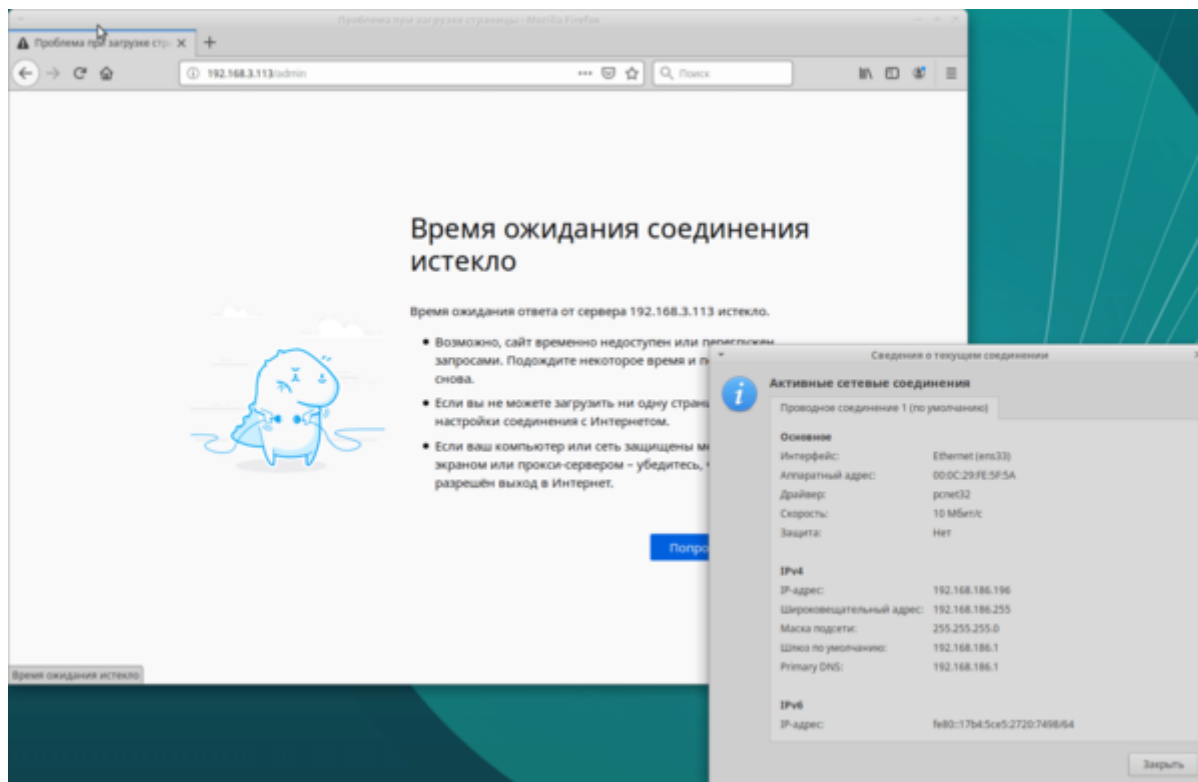 Проблема при загрузке страницы - Mozilla Firefox
Проблема при загрузке стр
192.168.3.113/admin
Поиск
Время ожидания соединения
истекло
Время ожидания ответа от сервера 192.168.3.113 истекло.
Возможно, сайт временно недоступен или перегружен
запросами. Подождите некоторое время и п
снова.
Если вы не можете загрузить ни одну стран
настройки соединения с Интернетом.
Если ваш компьютер или сеть защищены м
экраном или прокси-сервером – убедитесь,
разрешён выход в Интернет.
Попро
Время ожидания истекло
Сведения о текущем соединении
Активные сетевые соединения
Проводное соединение 1 (по умолчанию)
Основное
Интерфейс: Ethernet (ens33)
Аппаратный адрес: 00:0C:29:FE:5F:5A
Драйвер: pcnet32
Скорость: 10 Мбит/с
Защита: Нет
IPv4
IP-адрес: 192.168.186.196
Широковещательный адрес: 192.168.186.255
Маска подсети: 255.255.255.0
Шлюз по умолчанию: 192.168.186.1
Primary DNS: 192.168.186.1
IPv6
IP-адрес: fe80::17b4:5ce5:2720:7498/64
Закрыть